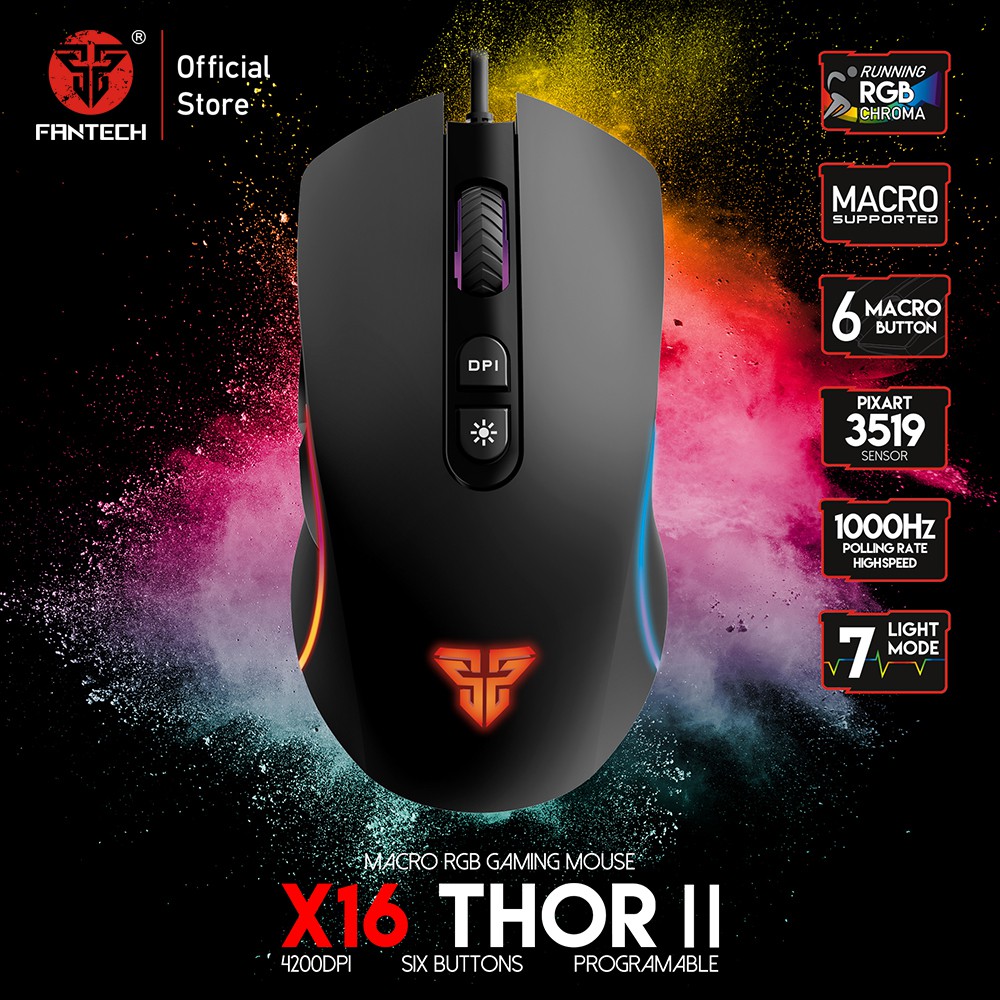 ®
FANTECH
Official
Store
RUNNING
RGB
CHROMA
MACRO
SUPPORTED
6 MACRO
BUTTON
PIXART
3519
SENSOR
1000Hz
POLLING RATE
HIGHSPEED
7 LIGHT
MODE
DPI
MACRO RGB GAMING MOUSE
X16 THOR II
4200DPI SIX BUTTONS PROGRAMABLE